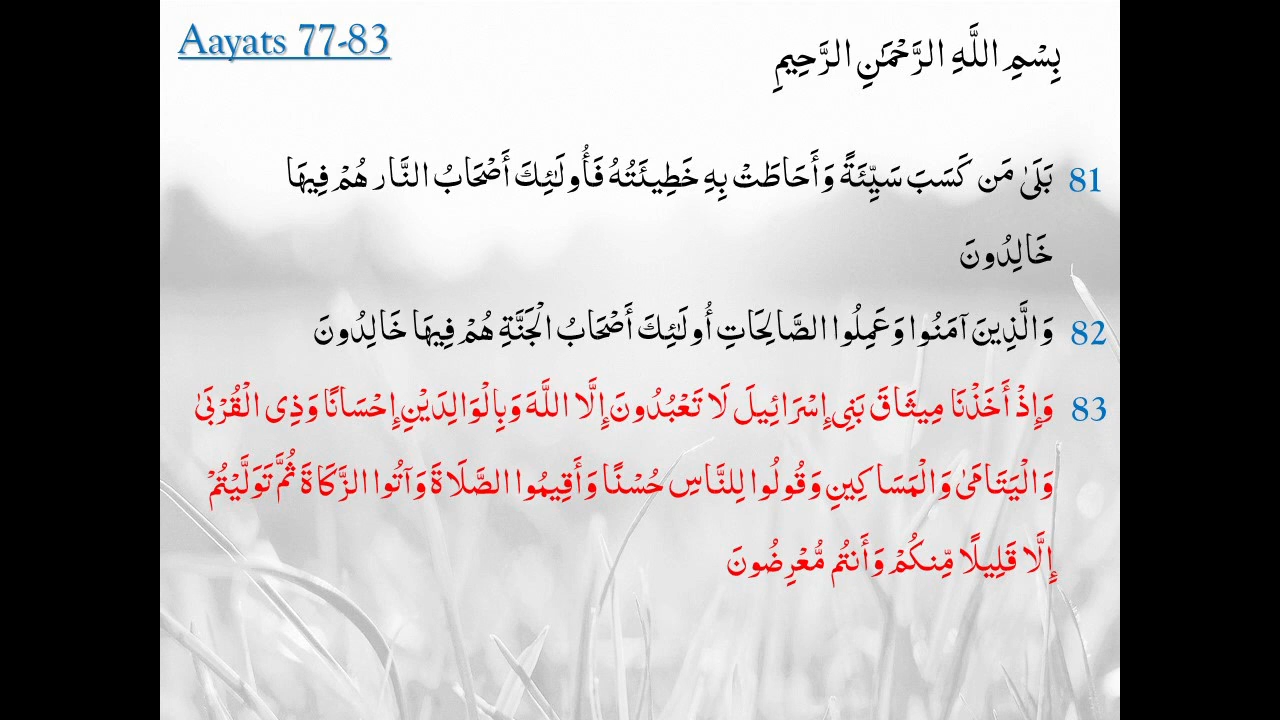 Aayats 77-83
بِسْمِ اللَّهِ الرَّحْمَٰنِ الرَّحِيمِ
81 بَلَىٰ مَن كَسَبَ سَيِّئَةً وَأَحَاطَتْ بِهِ خَطِيئَتُهُ فَأُولَٰئِكَ أَصْحَابُ النَّار هُمْ فِيهَا
خَالِدُونَ
82 وَالَّذِينَ آمَنُوا وَعَمِلُوا الصَّالِحَاتِ أُولَٰئِكَ أَصْحَابُ الْجَنَّةِ هُمْ فِيهَا خَالِدُونَ
83 وَإِذْ أَخَذْنَا مِيثَاقَ بَنِي إِسْرَائِيلَ لَا تَعْبُدُونَ إِلَّا اللَّهَ وَبِالْوَالِدَيْنِ إِحْسَانًا وَذِي الْقُرْبَىٰ
وَالْيَتَامَىٰ وَالْمَسَاكِينِ وَقُولُوا لِلنَّاسِ حُسْنًا وَأَقِيمُوا الصَّلَاةَ وَآتُوا الزَّكَاةَ ثُمَّ تَوَلَّيْتُمْ
إِلَّا قَلِيلًا مِّنكُمْ وَأَنتُم مُّعْرِضُونَ